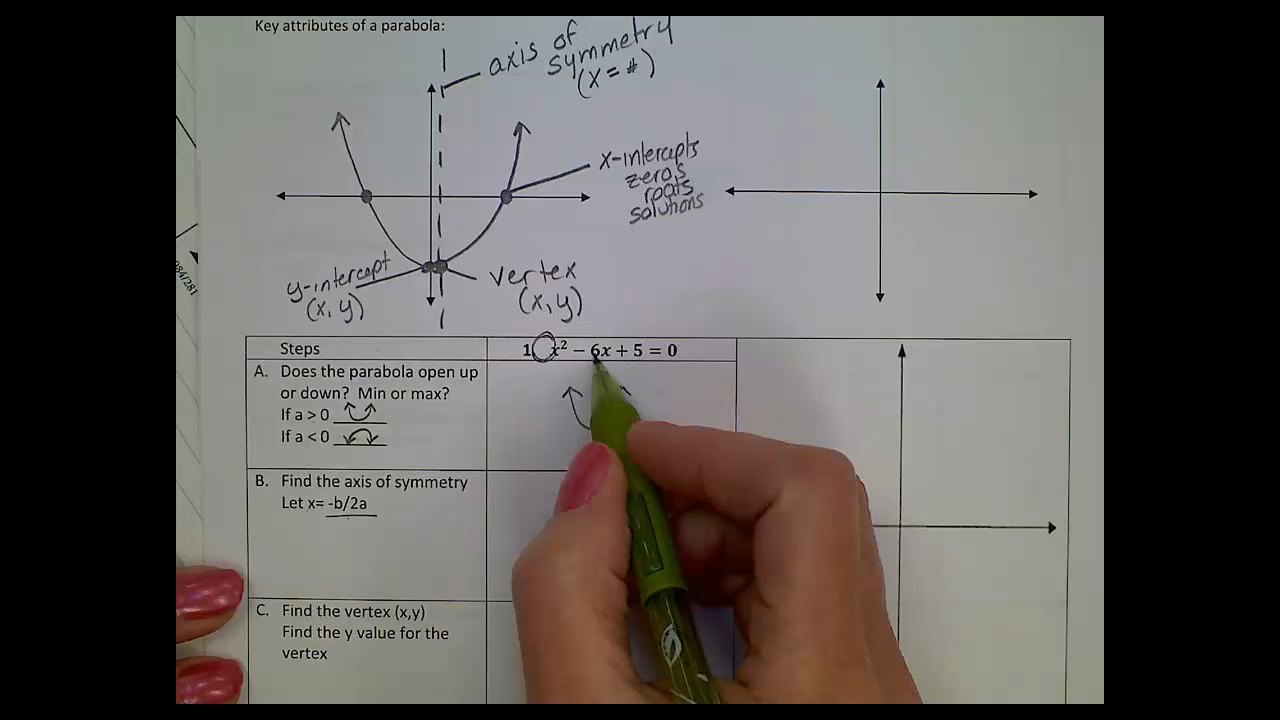 Key attributes of a parabola:
axis of
symmetry
(x = #)
x-intercepts
zeros
roots
solutions
y-intercept
(x, y)
vertex
(x, y)
084/281
Steps
1. x² − 6x + 5 = 0
A. Does the parabola open up
or down? Min or max?
If a > 0
If a < 0
B. Find the axis of symmetry
Let x= -b/2a
C. Find the vertex (x,y)
Find the y value for the
vertex